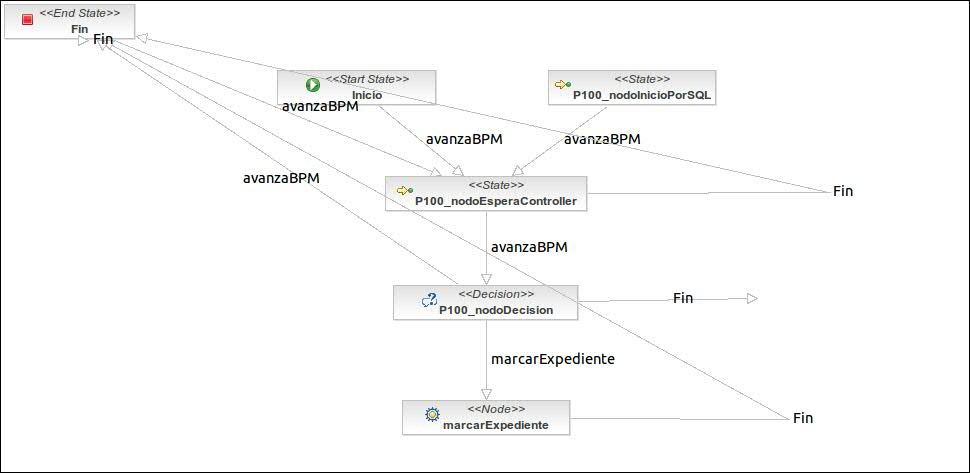 <<End State>>
Fin
Fin
<<Start State>>
Inicio
<<State>>
P100_nodoInicioPorSQL
avanzaBPM
avanzaBPM
avanzaBPM
avanzaBPM
<<State>>
P100_nodoEsperaController
Fin
avanzaBPM
<<Decision>>
P100_nodoDecision
Fin
marcarExpediente
<<Node>>
marcarExpediente
Fin